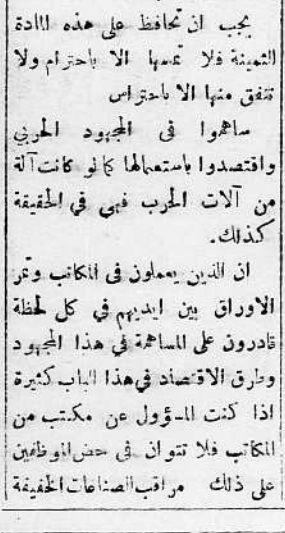 يجب ان تحافظ على هذه المادة
الثمينة فلا تمسها الا باحترام ولا
تنفق منها الا باحتراس
ساهموا في المجهود الحربي
واقتصدوا باستعمالها كما لو كانت آلة
من آلات الحرب فهي في الحقيقة
كذلك.
ان الذين يعملون في المكاتب وتمر
الاوراق بين ايديهم في كل لحظة
قادرون على المساهمة في هذا المجهود
وطرق الاقتصاد في هذا الباب كثيرة
اذا كنت المسؤول عن مكتب من
المكاتب فلا تتوان في حض الموظفين
على ذلك مراقب الصناعات الخفيفة